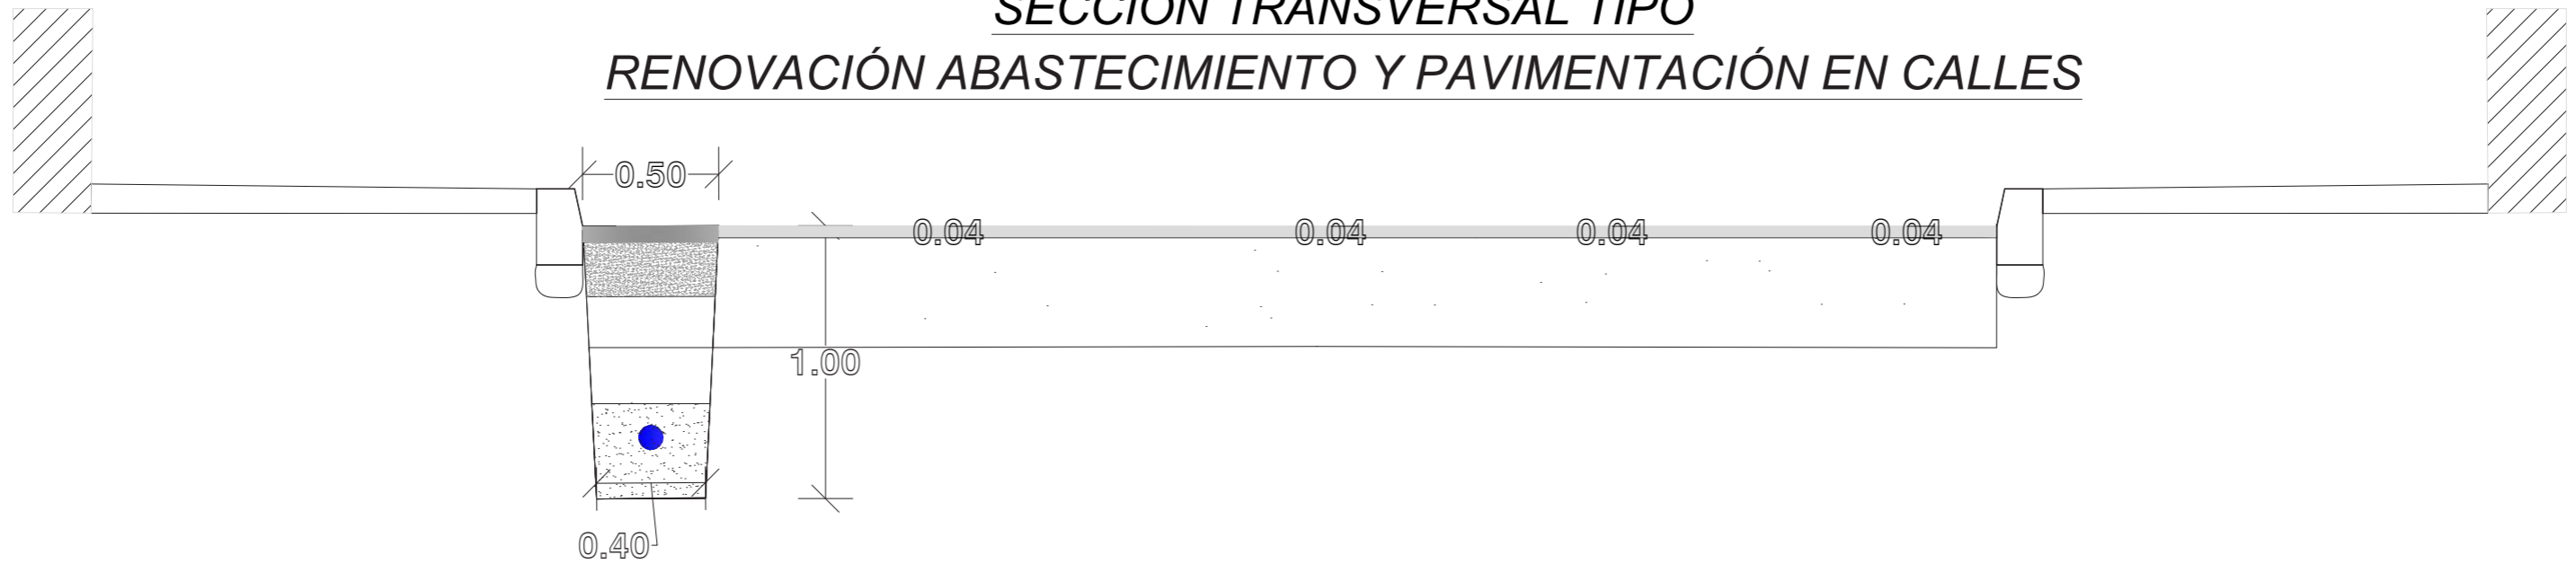 SECCIÓN TRANSVERSAL TIPO
RENOVACIÓN ABASTECIMIENTO Y PAVIMENTACIÓN EN CALLES
0.50
0.04 0.04 0.04 0.04
1.00
0.40